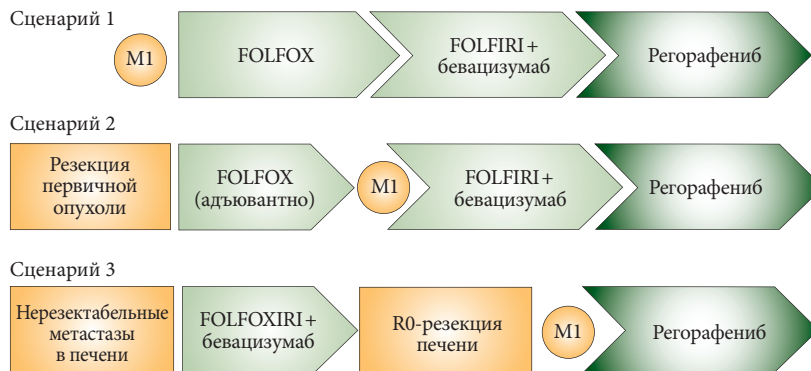 Сценарий 1
M1
FOLFOX
FOLFIRI +
бевацизумаб
Регорафениб
Сценарий 2
Резекция
первичной
опухоли
FOLFOX
(адъювантно)
M1
FOLFIRI +
бевацизумаб
Регорафениб
Сценарий 3
Нерезектабельные
метастазы
в печени
FOLFOXIRI +
бевацизумаб
R0-резекция
печени
M1
Регорафениб